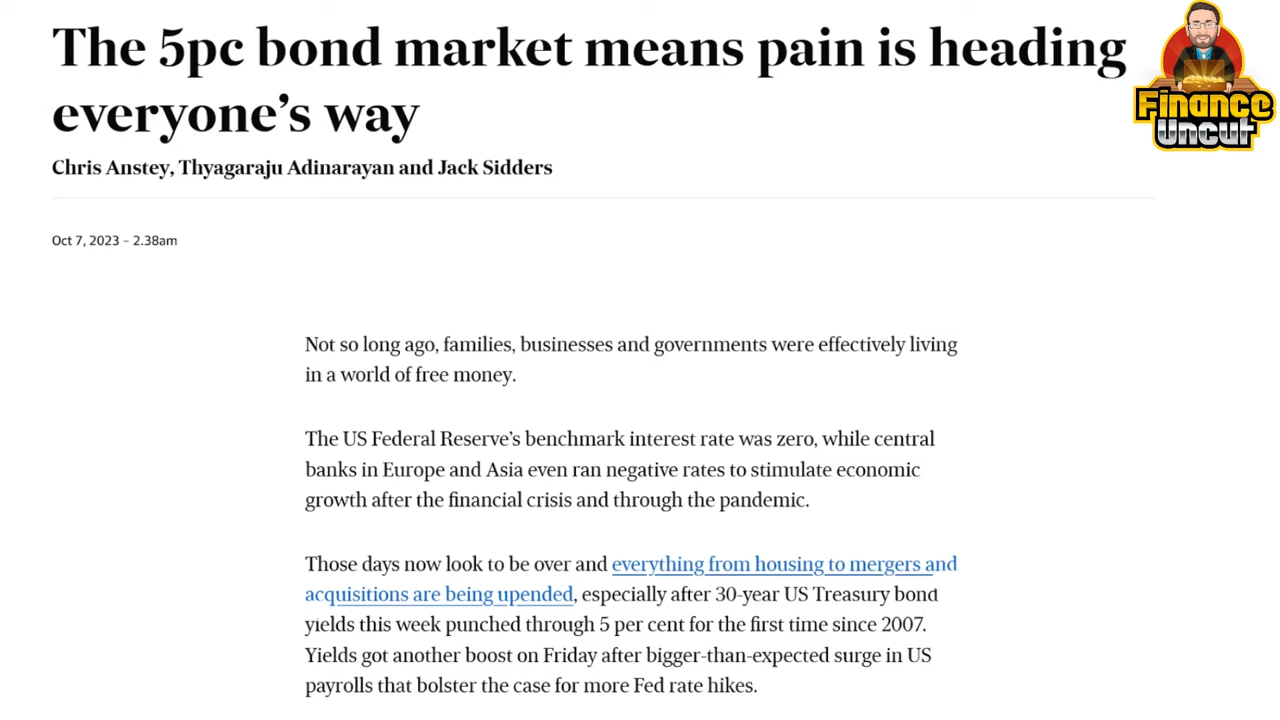 The 5pc bond market means pain is heading
everyone's way
Finance
Uncut
Chris Anstey, Thyagaraju Adinarayan and Jack Sidders
Oct 7, 2023 – 2.38am
Not so long ago, families, businesses and governments were effectively living
in a world of free money.
The US Federal Reserve's benchmark interest rate was zero, while central
banks in Europe and Asia even ran negative rates to stimulate economic
growth after the financial crisis and through the pandemic.
Those days now look to be over and everything from housing to mergers and
acquisitions are being upended, especially after 30-year US Treasury bond
yields this week punched through 5 per cent for the first time since 2007.
Yields got another boost on Friday after bigger-than-expected surge in US
payrolls that bolster the case for more Fed rate hikes.